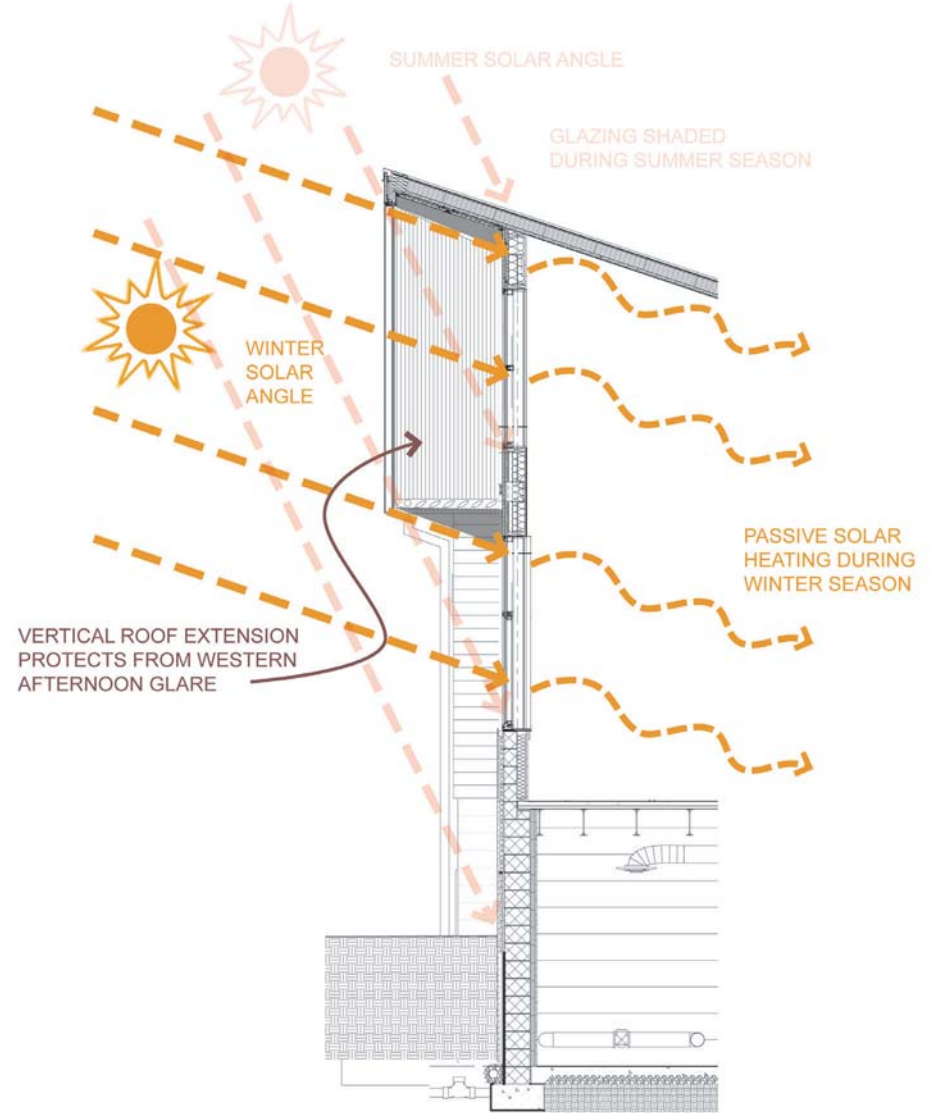 SUMMER SOLAR ANGLE
GLAZING SHADED
DURING SUMMER SEASON
WINTER
SOLAR
ANGLE
PASSIVE SOLAR
HEATING DURING
WINTER SEASON
VERTICAL ROOF EXTENSION
PROTECTS FROM WESTERN
AFTERNOON GLARE